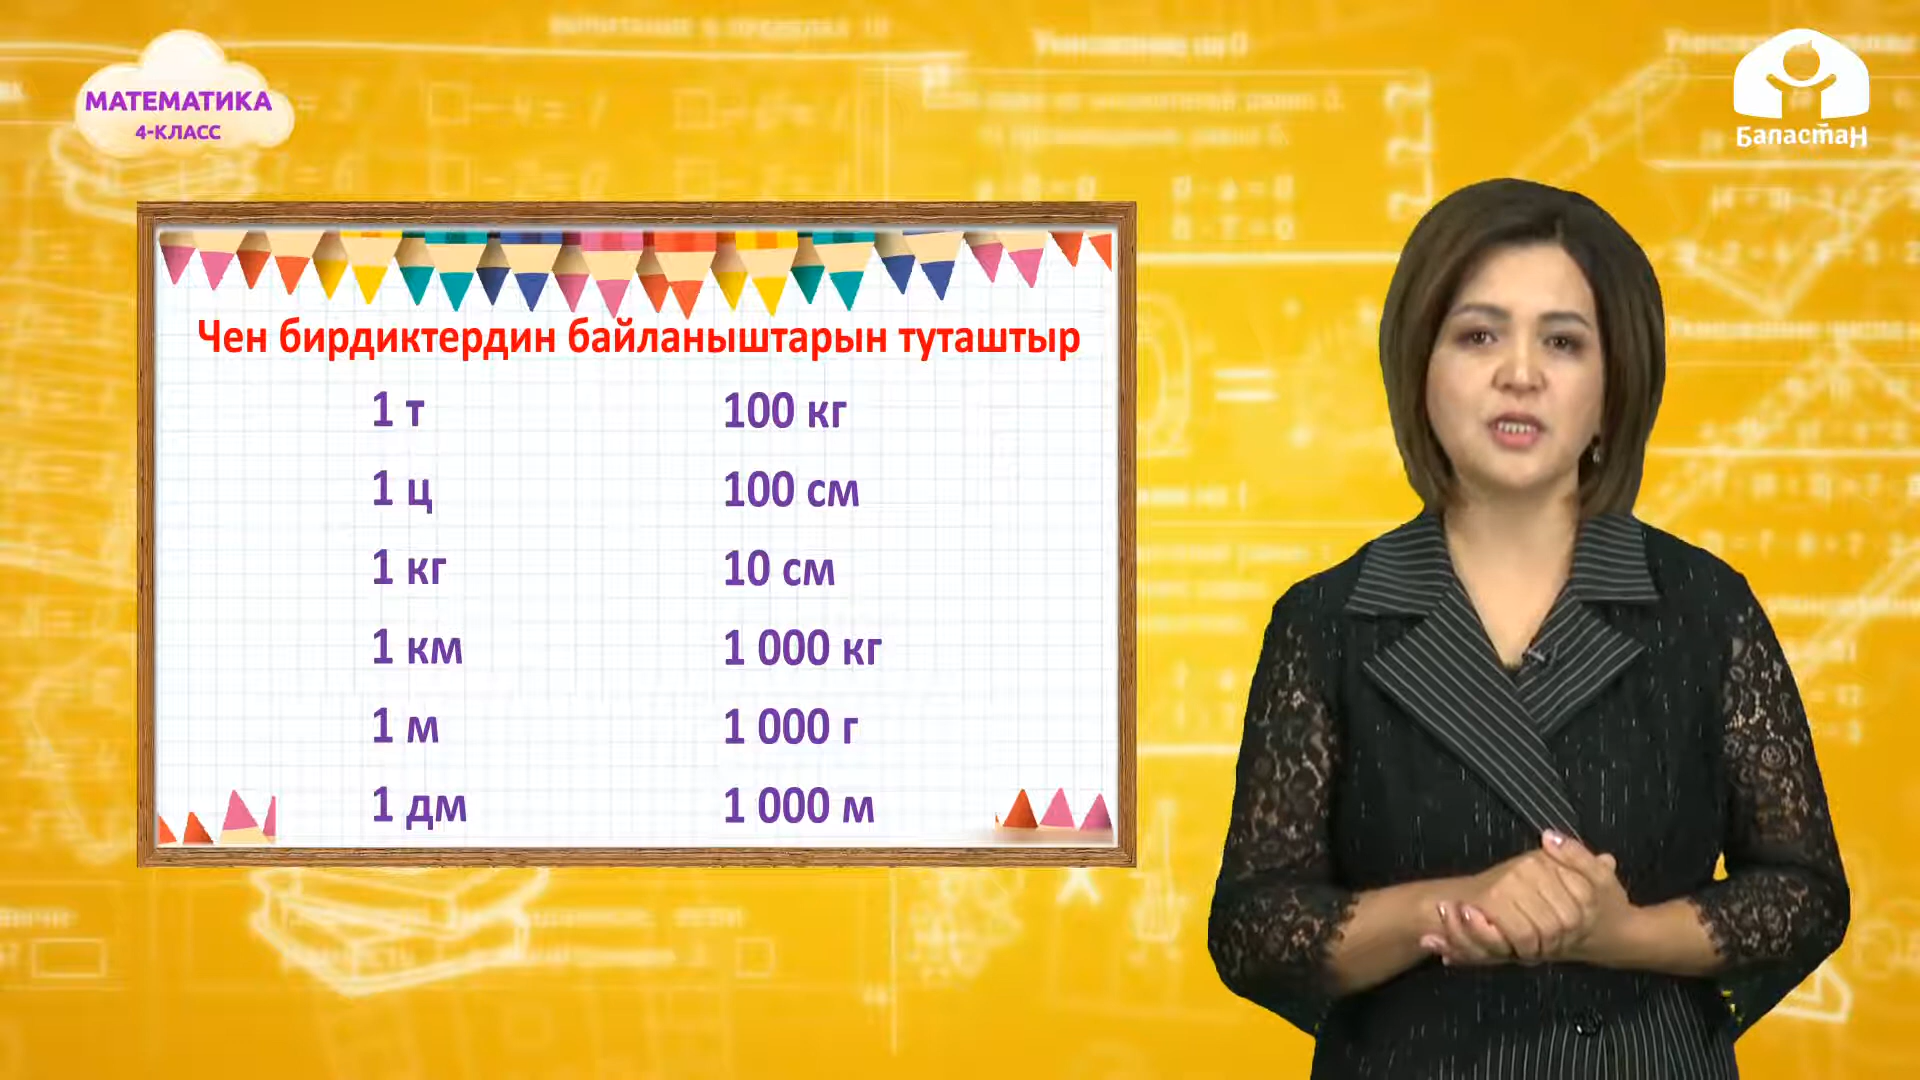 МАТЕМАТИКА
4-КЛАСС
Баластан
Чен бирдиктердин байланыштарын туташтыр
1 т 100 кг
1 ц 100 см
1 кг 10 см
1 км 1 000 кг
1 м 1 000 г
1 дм 1 000 м